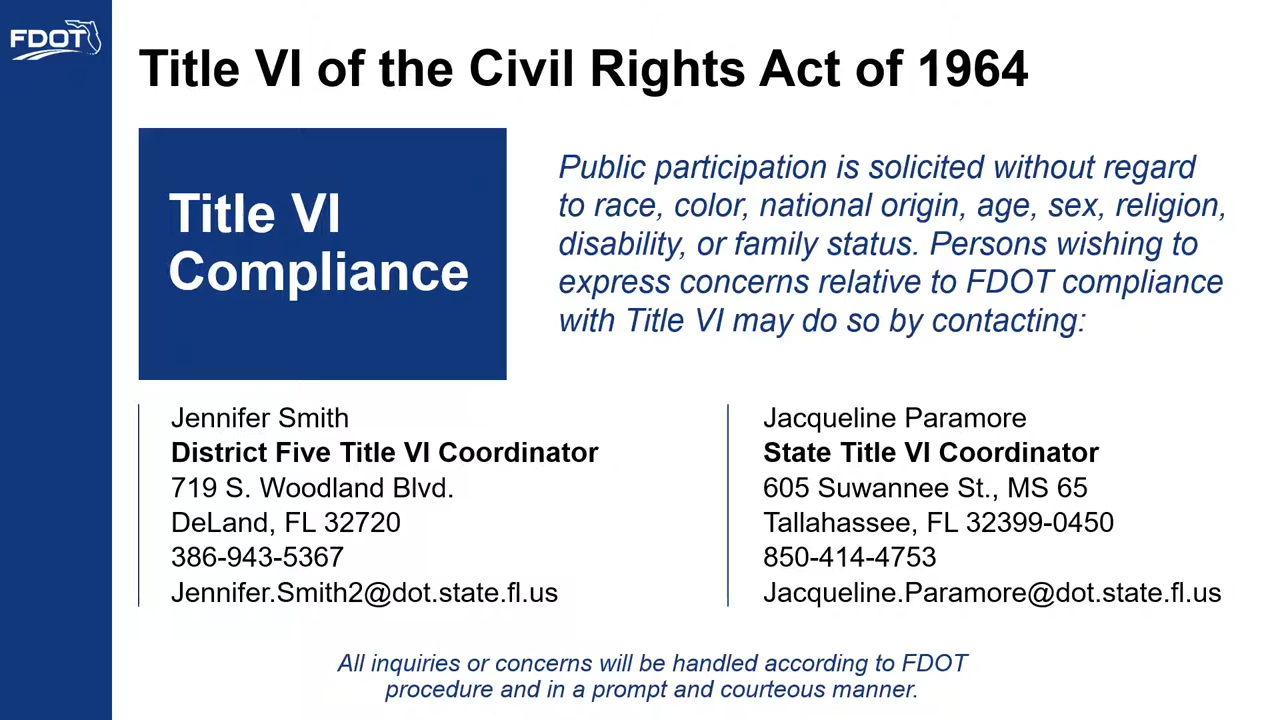 FDOT
Title VI of the Civil Rights Act of 1964
Title VI
Compliance
Public participation is solicited without regard
to race, color, national origin, age, sex, religion,
disability, or family status. Persons wishing to
express concerns relative to FDOT compliance
with Title VI may do so by contacting:
Jennifer Smith
District Five Title VI Coordinator
719 S. Woodland Blvd.
DeLand, FL 32720
386-943-5367
Jennifer.Smith2@dot.state.fl.us
Jacqueline Paramore
State Title VI Coordinator
605 Suwannee St., MS 65
Tallahassee, FL 32399-0450
850-414-4753
Jacqueline.Paramore@dot.state.fl.us
All inquiries or concerns will be handled according to FDOT
procedure and in a prompt and courteous manner.